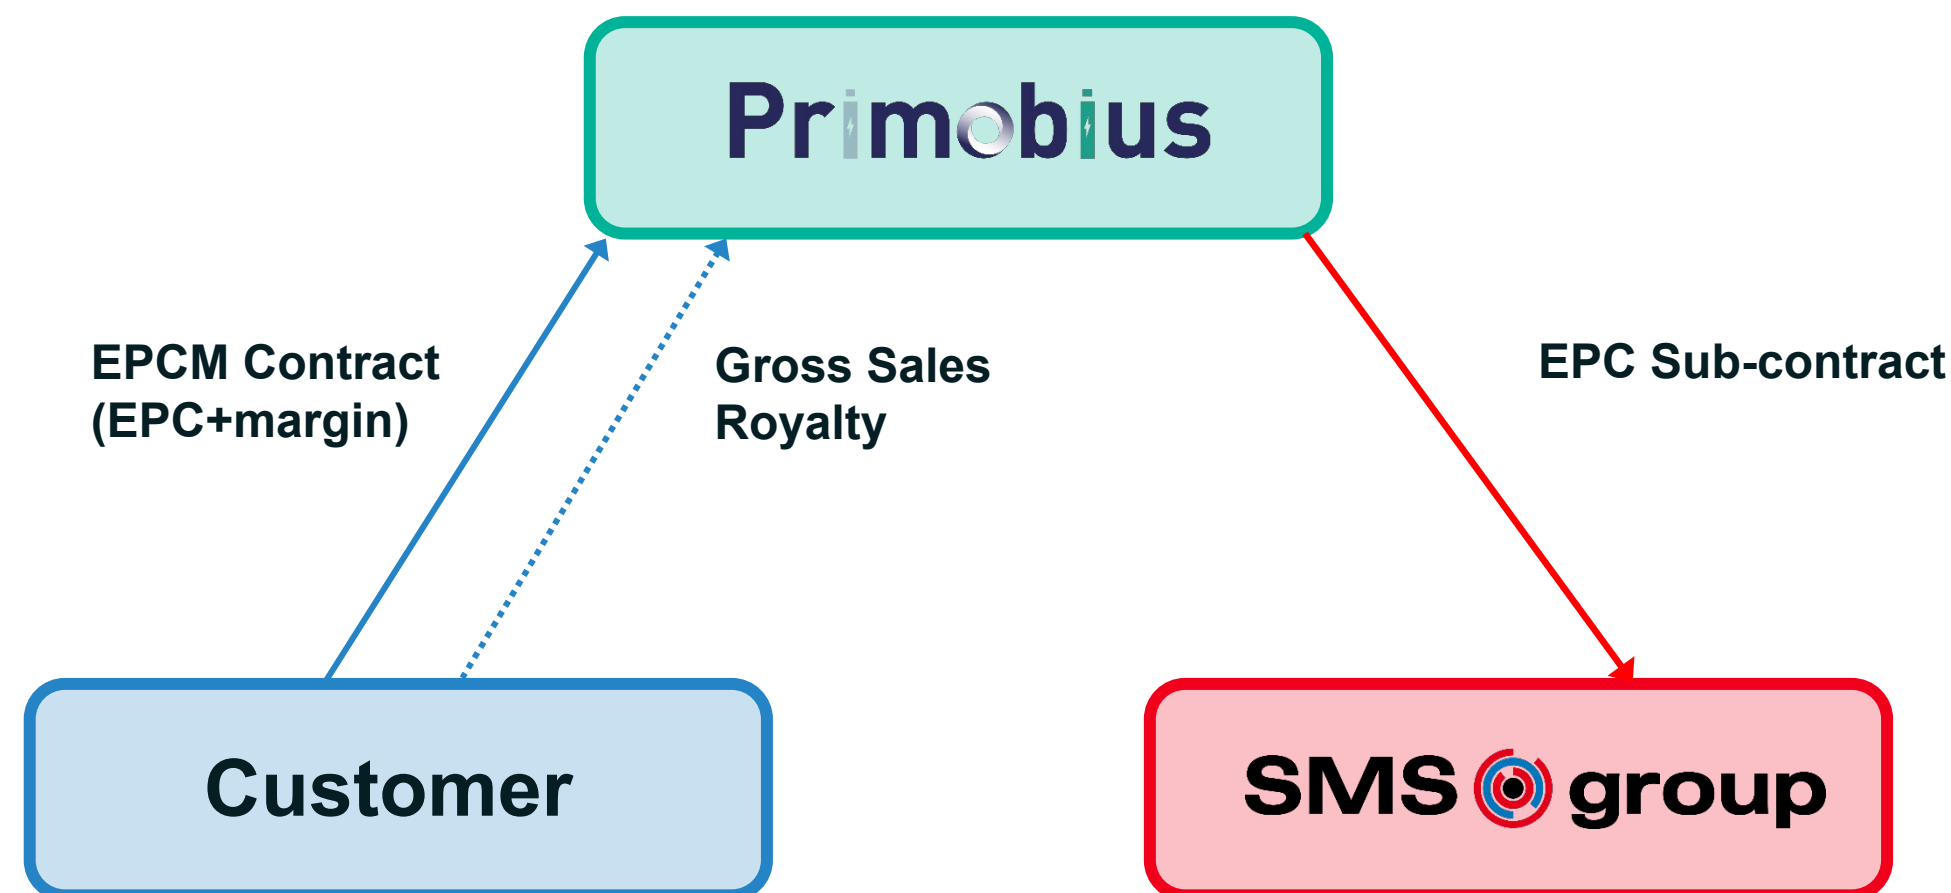 Primobius
EPCM Contract
(EPC+margin)
Gross Sales
Royalty
EPC Sub-contract
Customer
SMS group